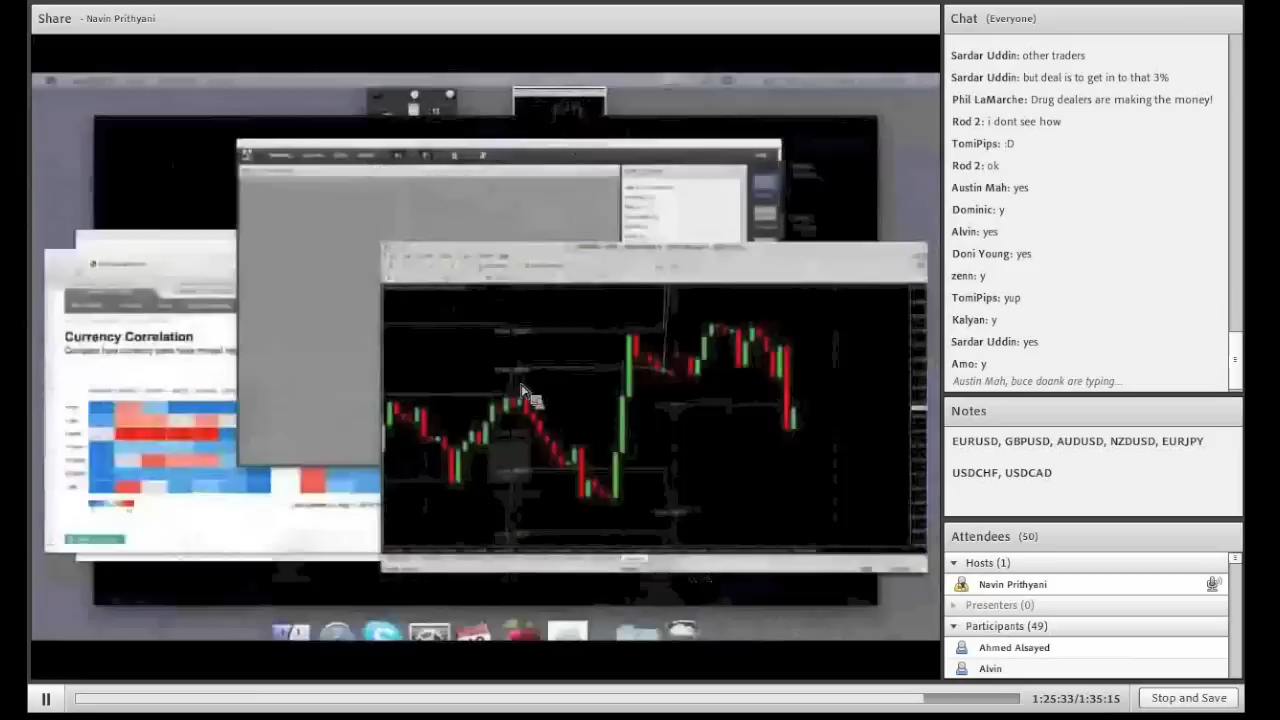 Share - Navin Prithyani
Currency Correlation
Chat (Everyone)
Sardar Uddin: other traders
Sardar Uddin: but deal is to get in to that 3%
Phil LaMarche: Drug dealers are making the money!
Rod 2: i dont see how
TomiPips: :D
Rod 2: ok
Austin Mah: yes
Dominic: y
Alvin: yes
Doni Young: yes
zenn: y
TomiPips: yup
Kalyan: y
Sardar Uddin: yes
Amo: y
Austin Mah, buce doank are typing...
Notes
EURUSD, GBPUSD, AUDUSD, NZDUSD, EURJPY
USDCHF, USDCAD
Attendees (50)
Hosts (1)
Navin Prithyani
Presenters (0)
Participants (49)
Ahmed Alsayed
Alvin
1:25:33/1:35:15
Stop and Save